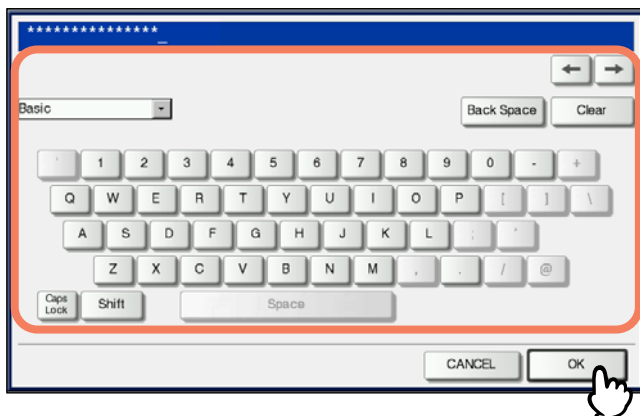 ***************_
← →
Basic Back Space Clear
' 1 2 3 4 5 6 7 8 9 0 - +
Q W E R T Y U I O P [ ] \
A S D F G H J K L ; '
Z X C V B N M , . / @
Caps Lock Shift Space
CANCEL OK